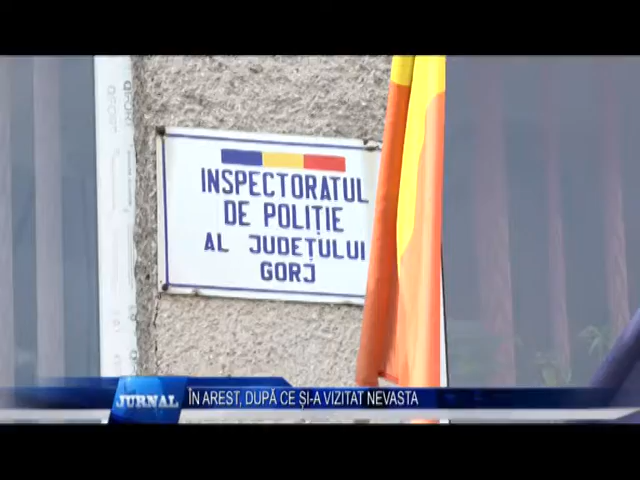 INSPECTORATUL
DE POLIȚIE
AL JUDEȚULUI
GORJ
JURNAL
ÎN AREST, DUPĂ CE ȘI-A VIZITAT NEVASTA